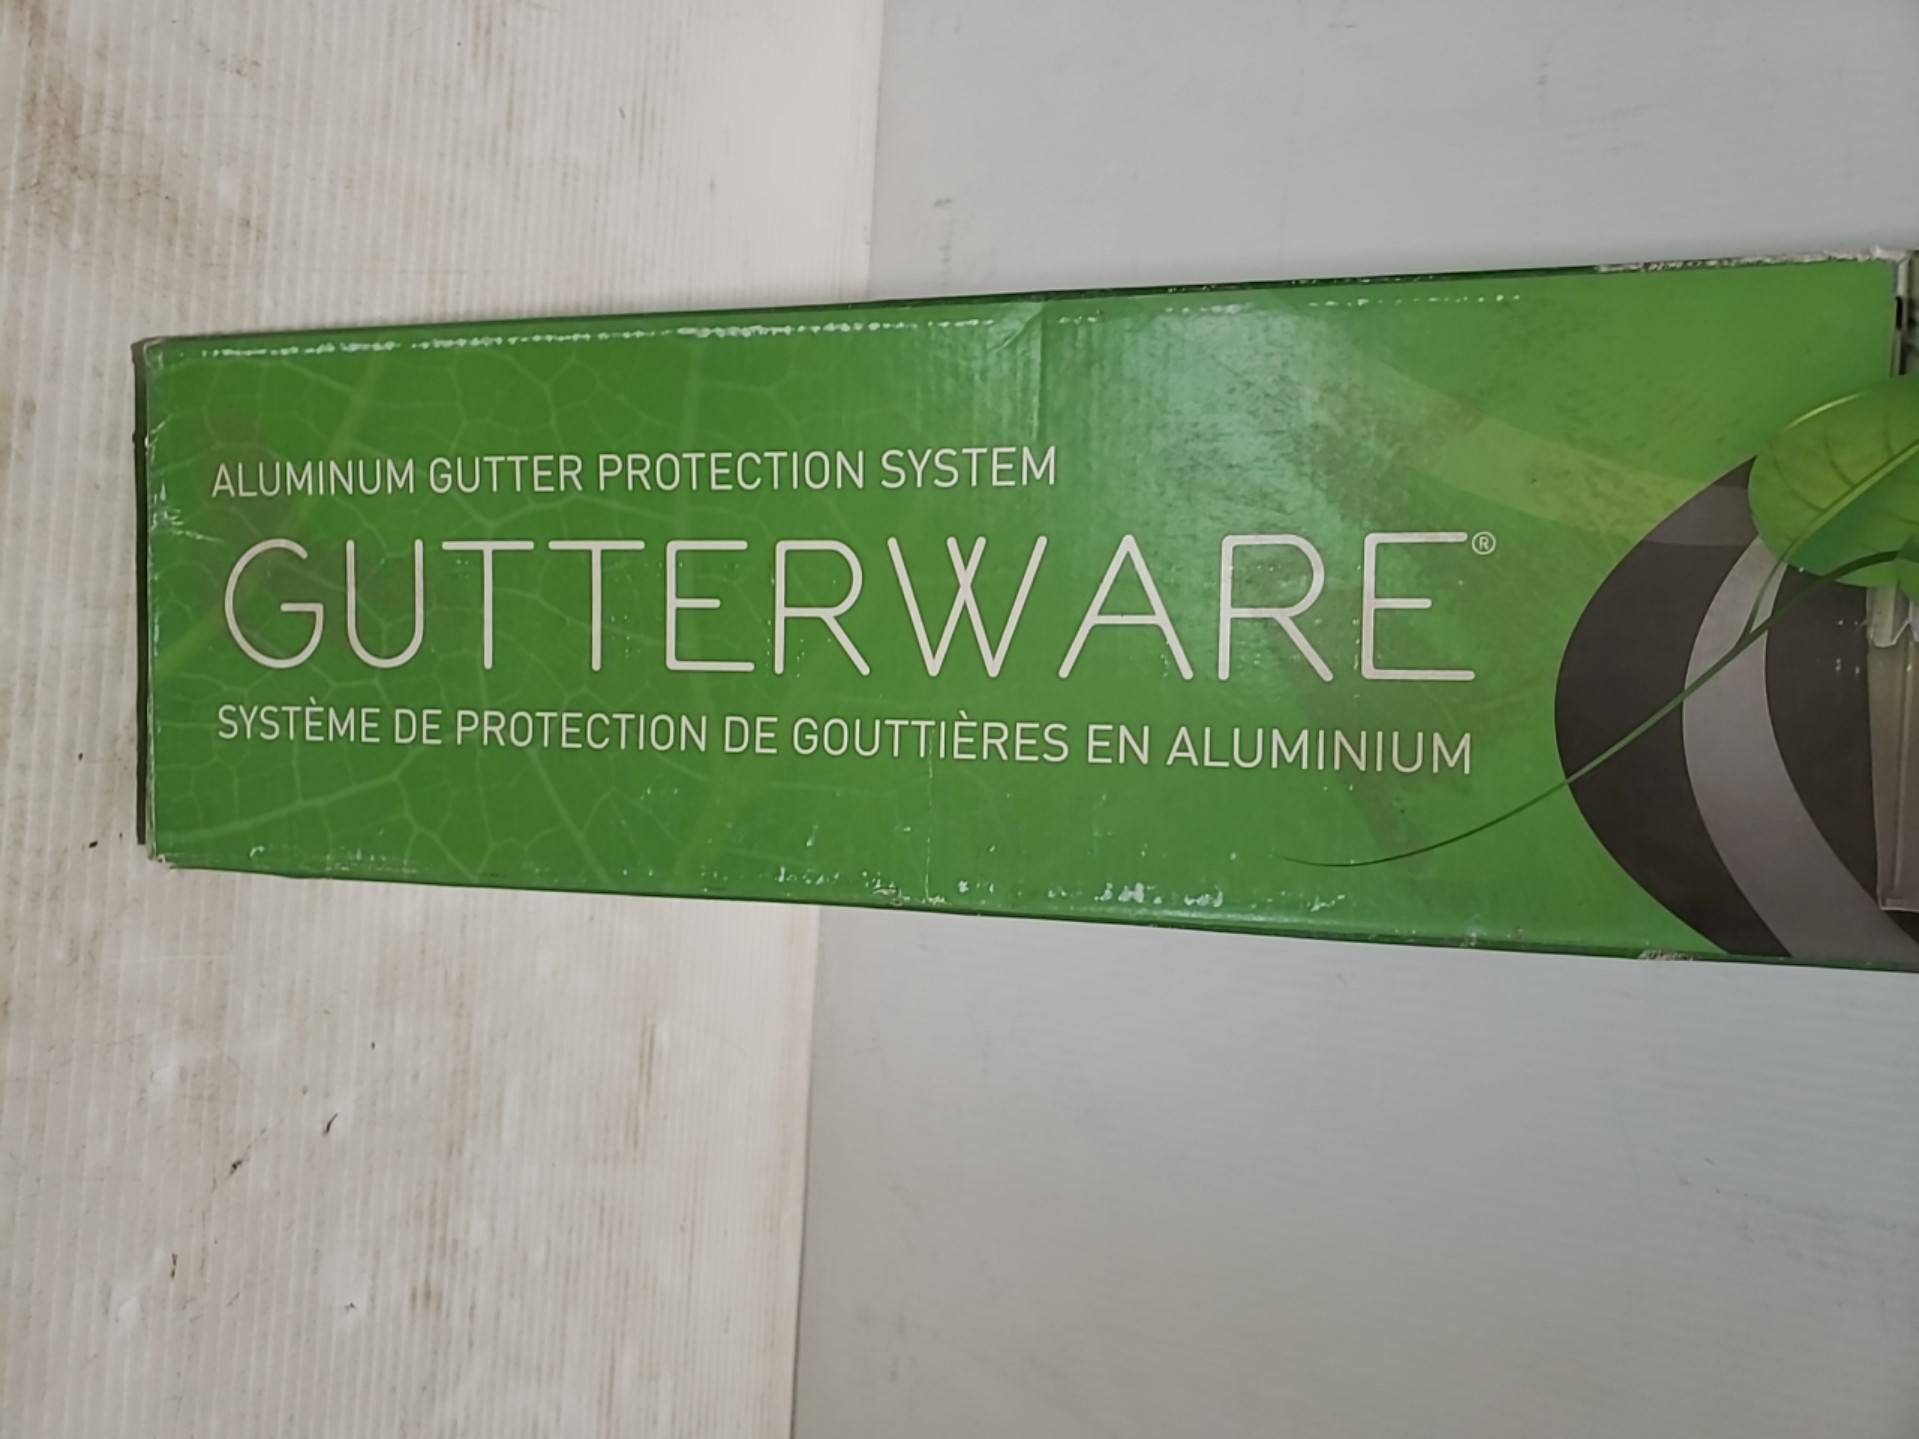 ALUMINUM GUTTER PROTECTION SYSTEM
GUTTERWARE®
SYSTÈME DE PROTECTION DE GOUTTIÈRES EN ALUMINIUM